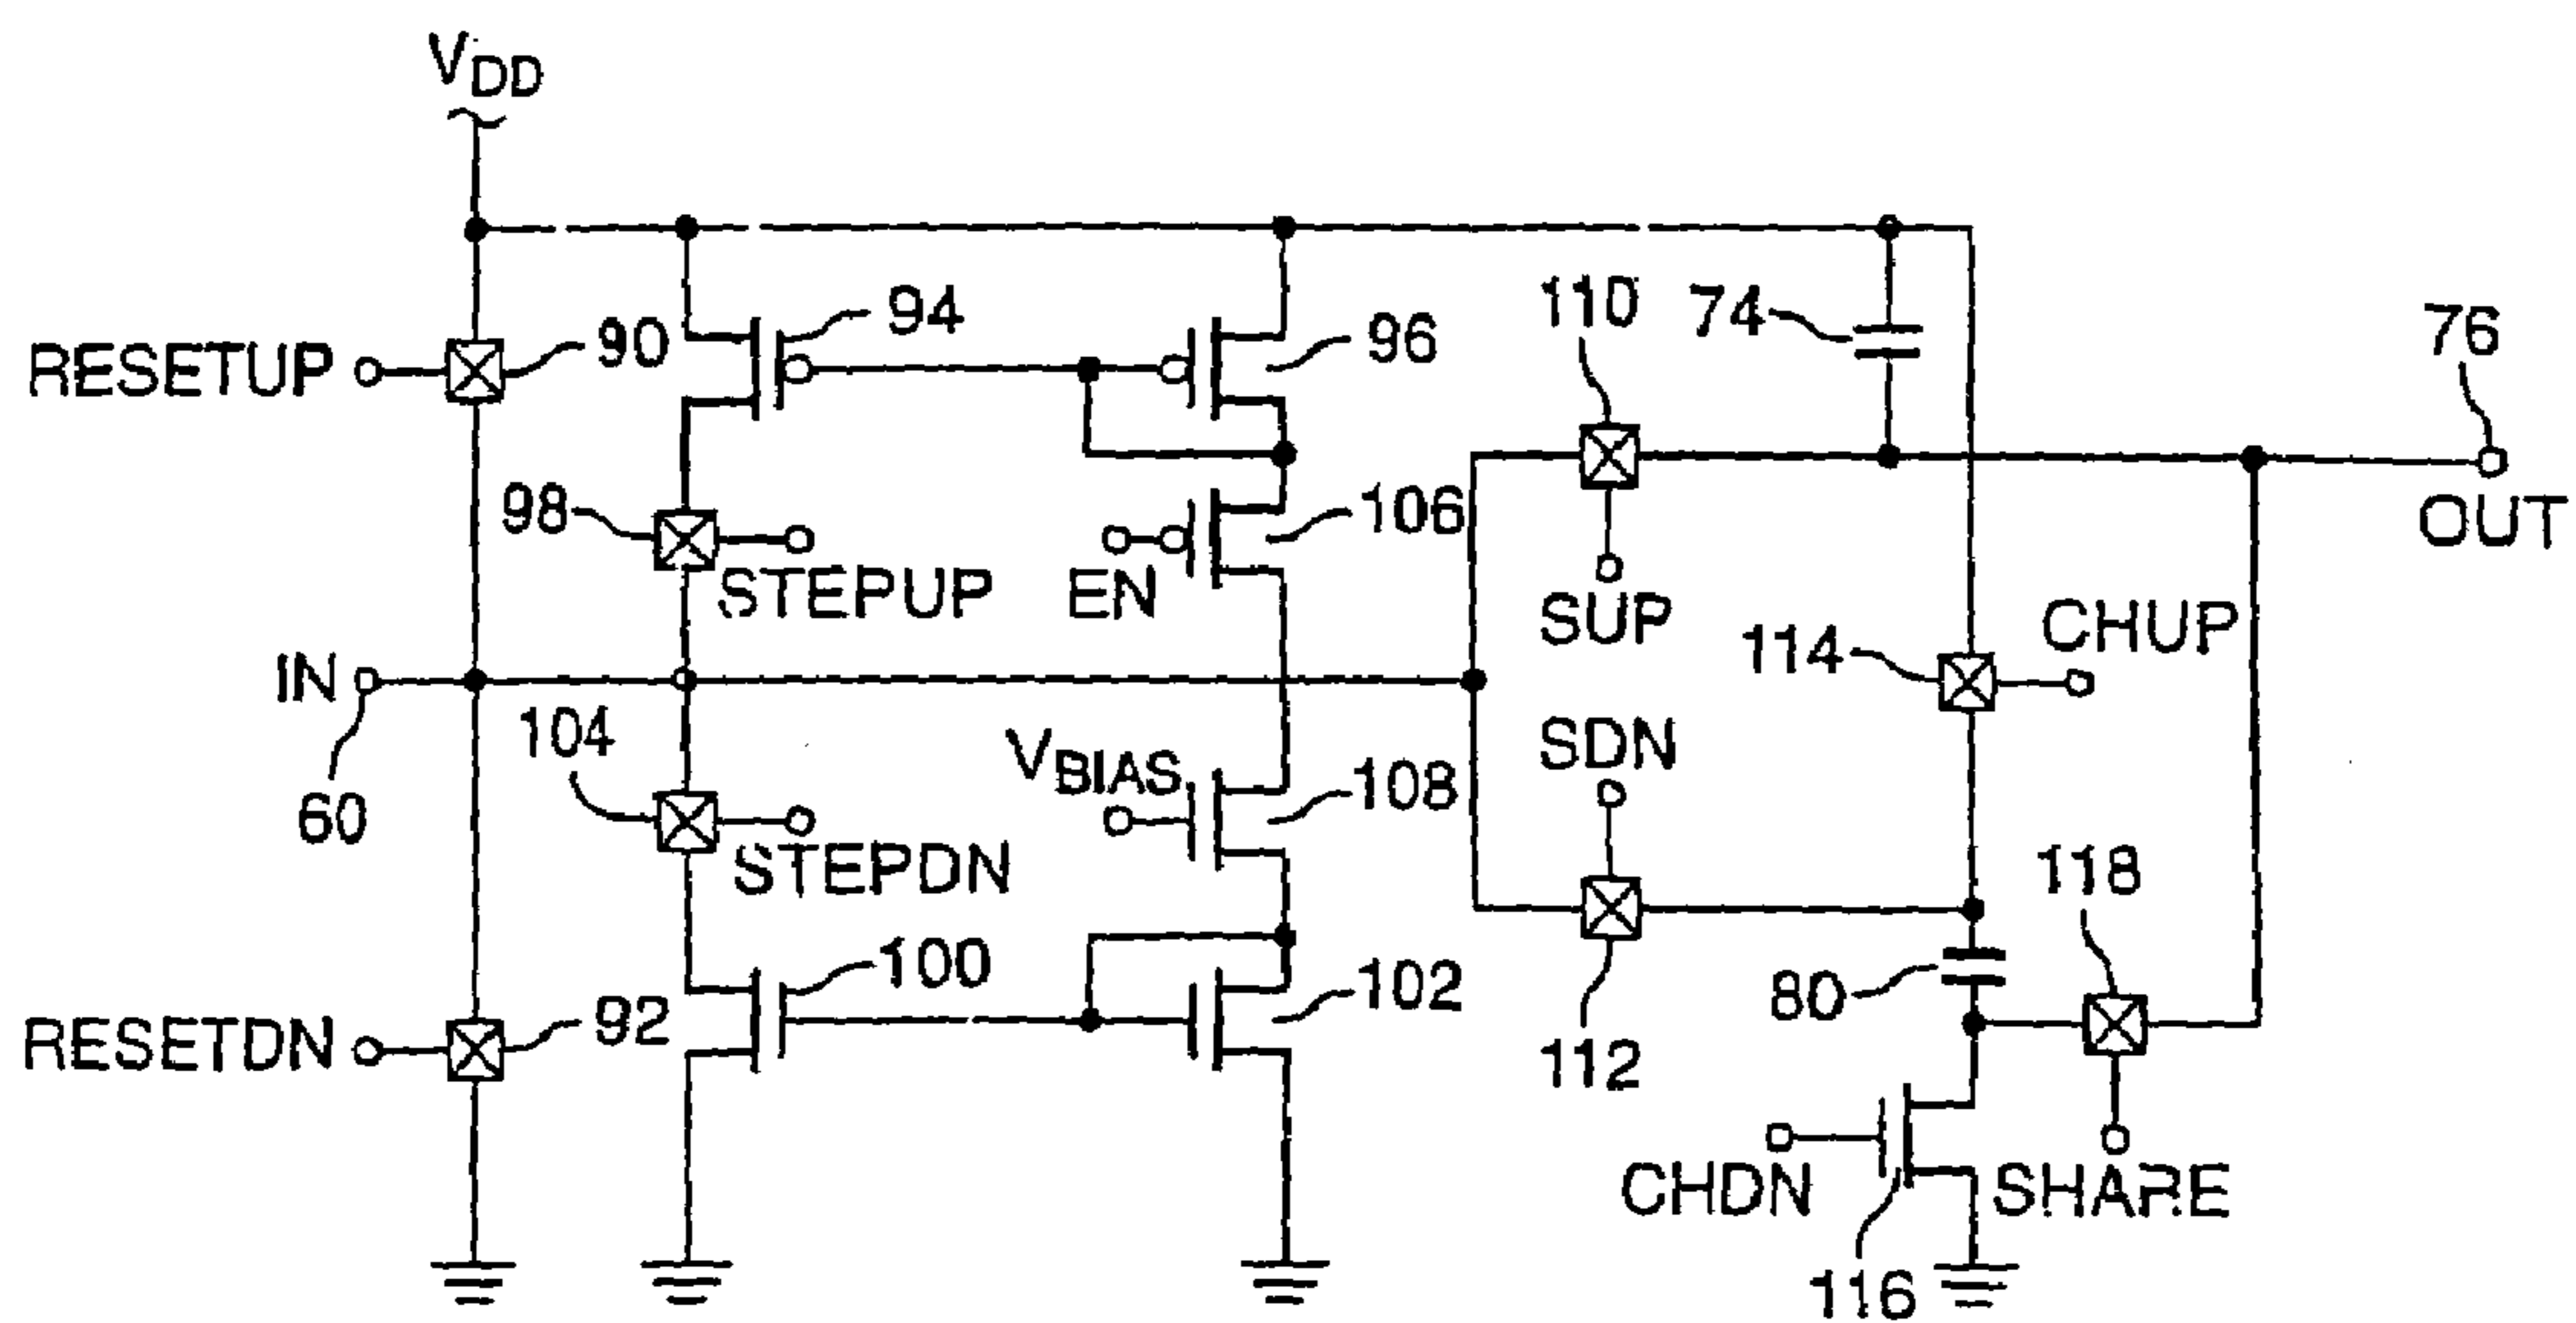 VDD
RESETUP
90
94
96
110
74
76
98
STEPUP
EN
106
SUP
OUT
114
CHUP
IN
60
104
STEPDN
VBIAS
108
SDN
118
RESETDN
92
100
102
112
80
CHDN
116
SHARE